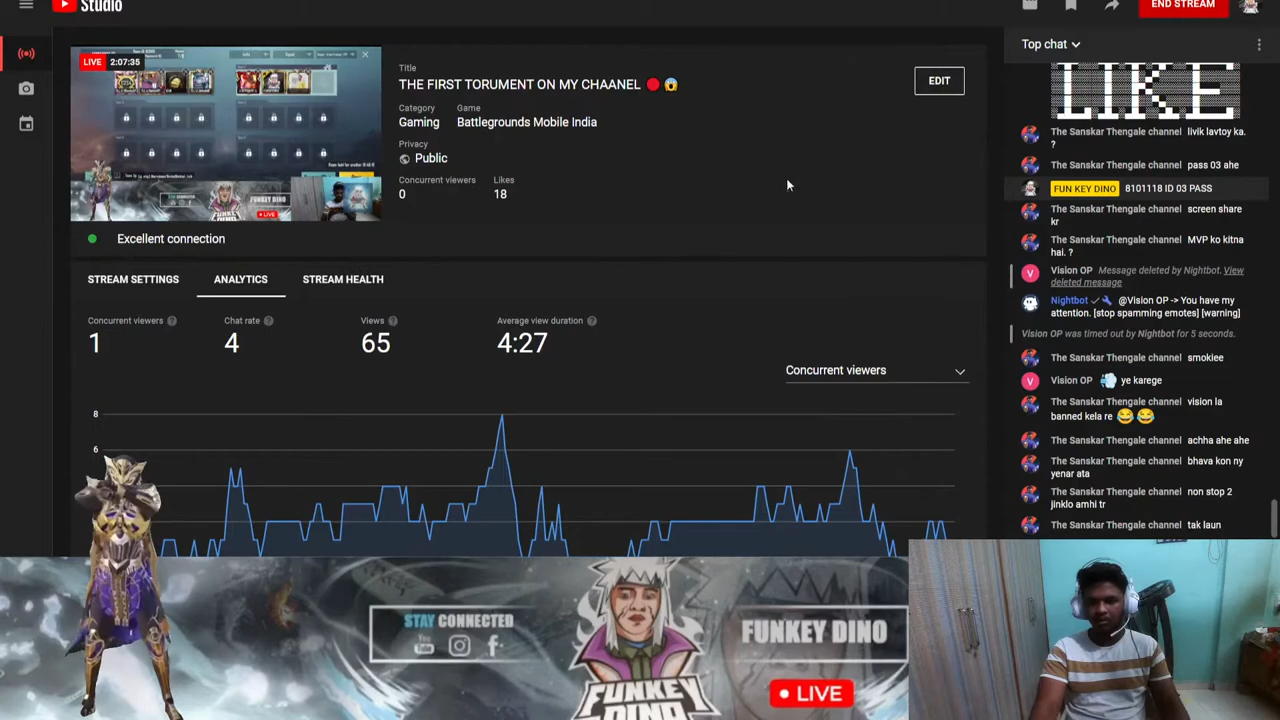 Studio
END STREAM
LIVE 2:07:35
FUNKEY DINO
LIVE
Title
THE FIRST TORUMENT ON MY CHAANEL 🔴 😱
EDIT
Category
Game
Gaming
Battlegrounds Mobile India
Privacy
Public
Concurrent viewers
Likes
0
18
Excellent connection
STREAM SETTINGS
ANALYTICS
STREAM HEALTH
Concurrent viewers
Chat rate
Views
Average view duration
1
4
65
4:27
Concurrent viewers
8
6
Top chat
LIKE
The Sanskar Thengale channel livik lavtoy ka.
?
The Sanskar Thengale channel pass 03 ahe
FUN KEY DINO 8101118 ID 03 PASS
The Sanskar Thengale channel screen share
kr
The Sanskar Thengale channel MVP ko kitna
hai. ?
Vision OP Message deleted by Nightbot. View
deleted message
Nightbot @Vision OP -> You have my
attention. [stop spamming emotes] [warning]
Vision OP was timed out by Nightbot for 5 seconds.
The Sanskar Thengale channel smokiee
Vision OP 💨 ye karege
The Sanskar Thengale channel vision la
banned kela re 😂 😂
The Sanskar Thengale channel achha ahe ahe
The Sanskar Thengale channel bhava kon ny
yenar ata
The Sanskar Thengale channel non stop 2
jinklo amhi tr
The Sanskar Thengale channel tak laun
STAY CONNECTED
You Tube
FUNKEY DINO
FUNKEY
DINO
LIVE